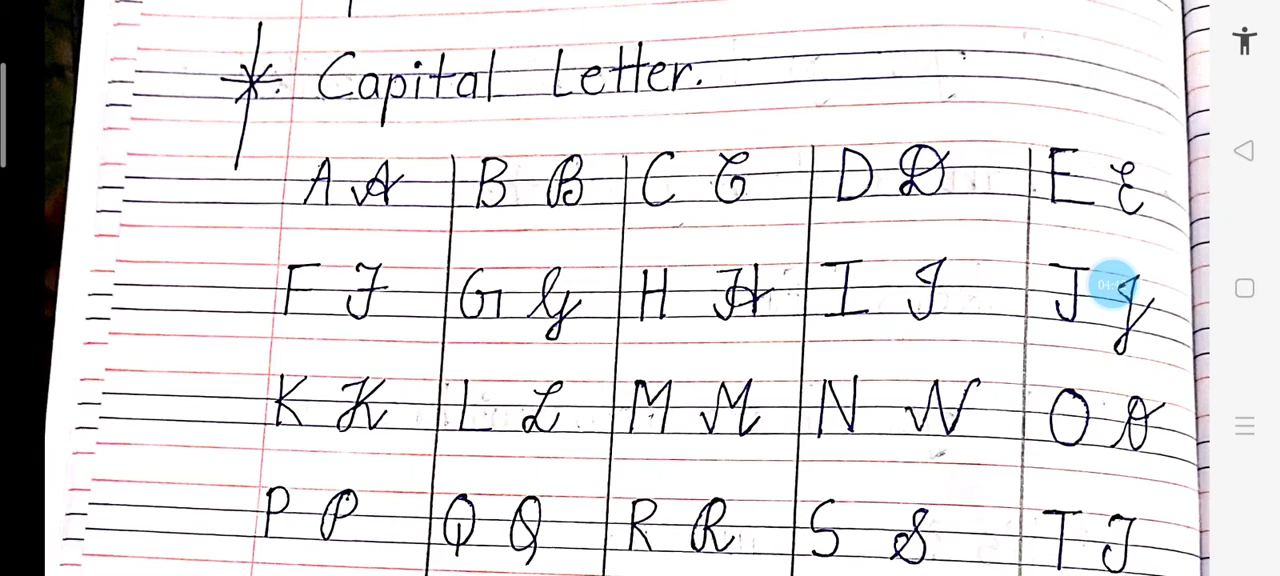 *. Capital Letter.
A A B B C C D D E E
F F G G H H I I J J
K K L L M M N N O O
P P Q Q R R S S T T